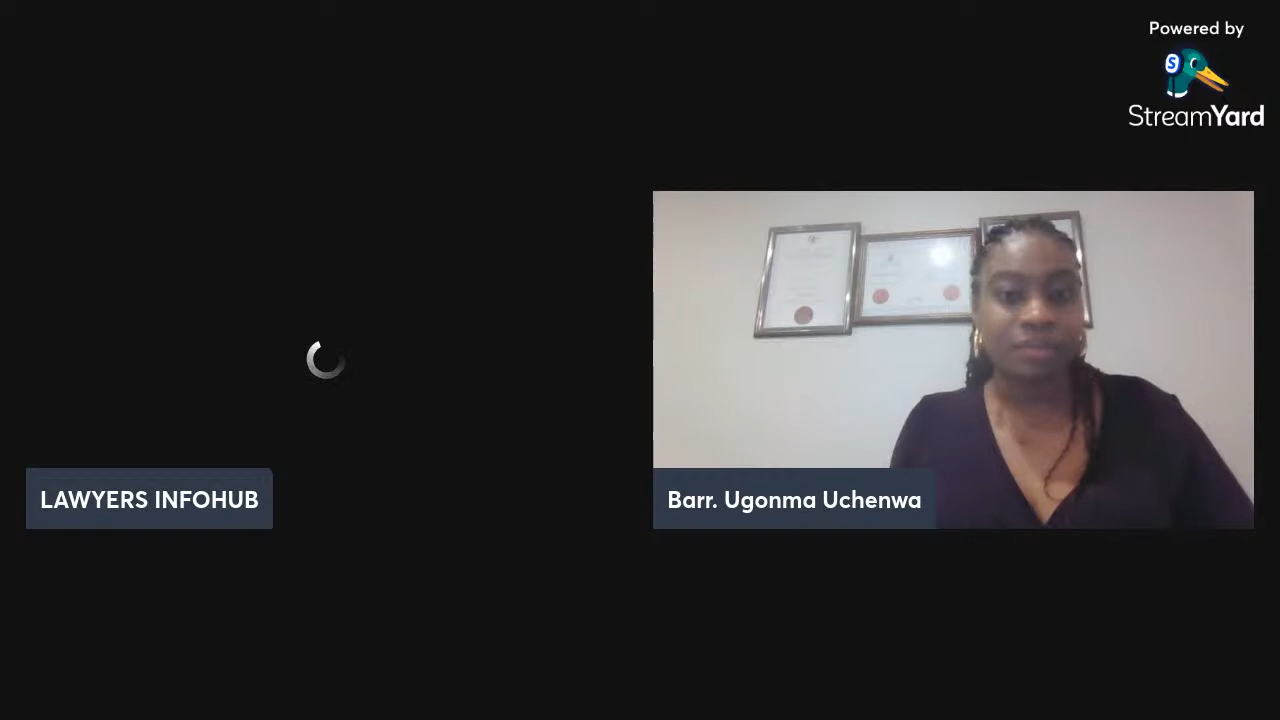 Powered by
S
StreamYard
LAWYERS INFOHUB
Barr. Ugonma Uchenwa